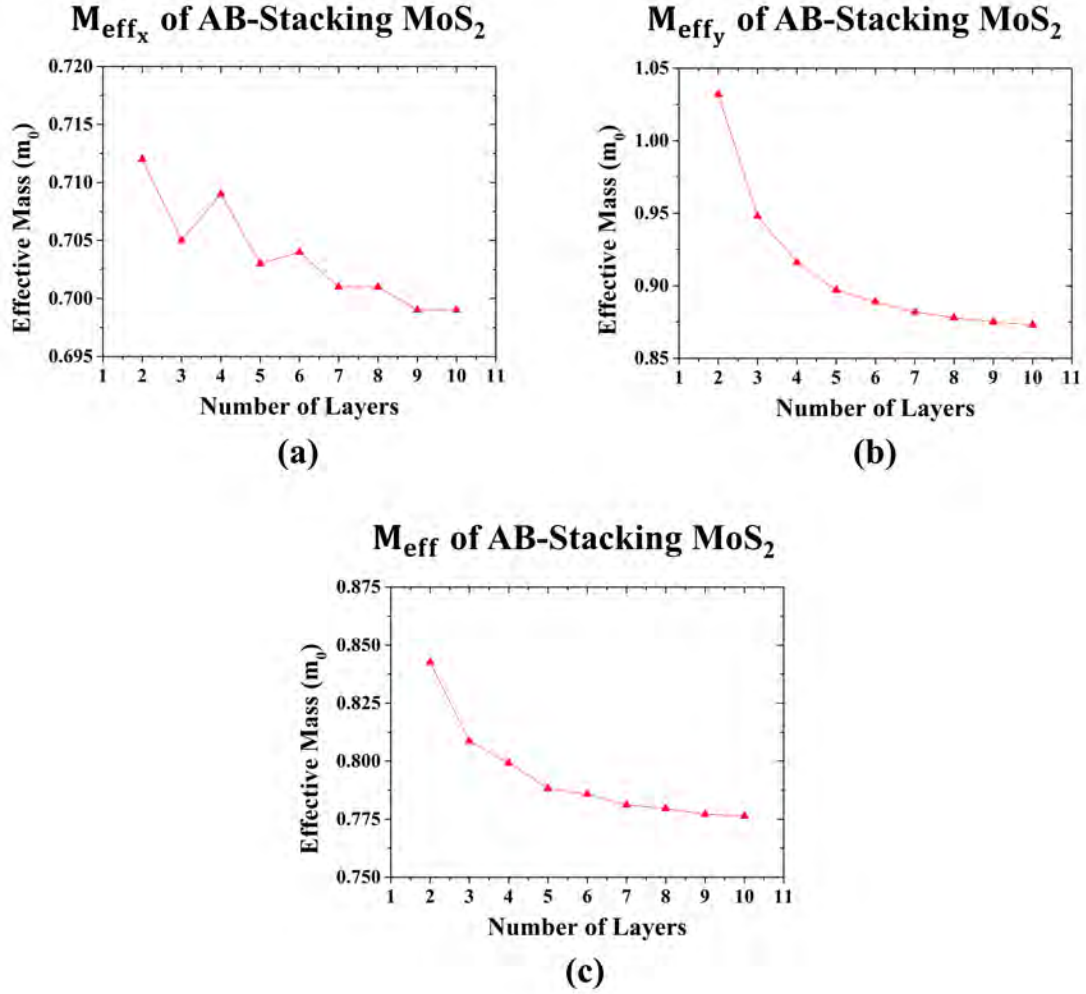 M_eff_x of AB-Stacking MoS₂
0.720
0.715
0.710
0.705
0.700
0.695
Effective Mass (m₀)
1 2 3 4 5 6 7 8 9 10 11
Number of Layers
(a)
M_eff_y of AB-Stacking MoS₂
1.05
1.00
0.95
0.90
0.85
Effective Mass (m₀)
1 2 3 4 5 6 7 8 9 10 11
Number of Layers
(b)
M_eff of AB-Stacking MoS₂
0.875
0.850
0.825
0.800
0.775
0.750
Effective Mass (m₀)
1 2 3 4 5 6 7 8 9 10 11
Number of Layers
(c)